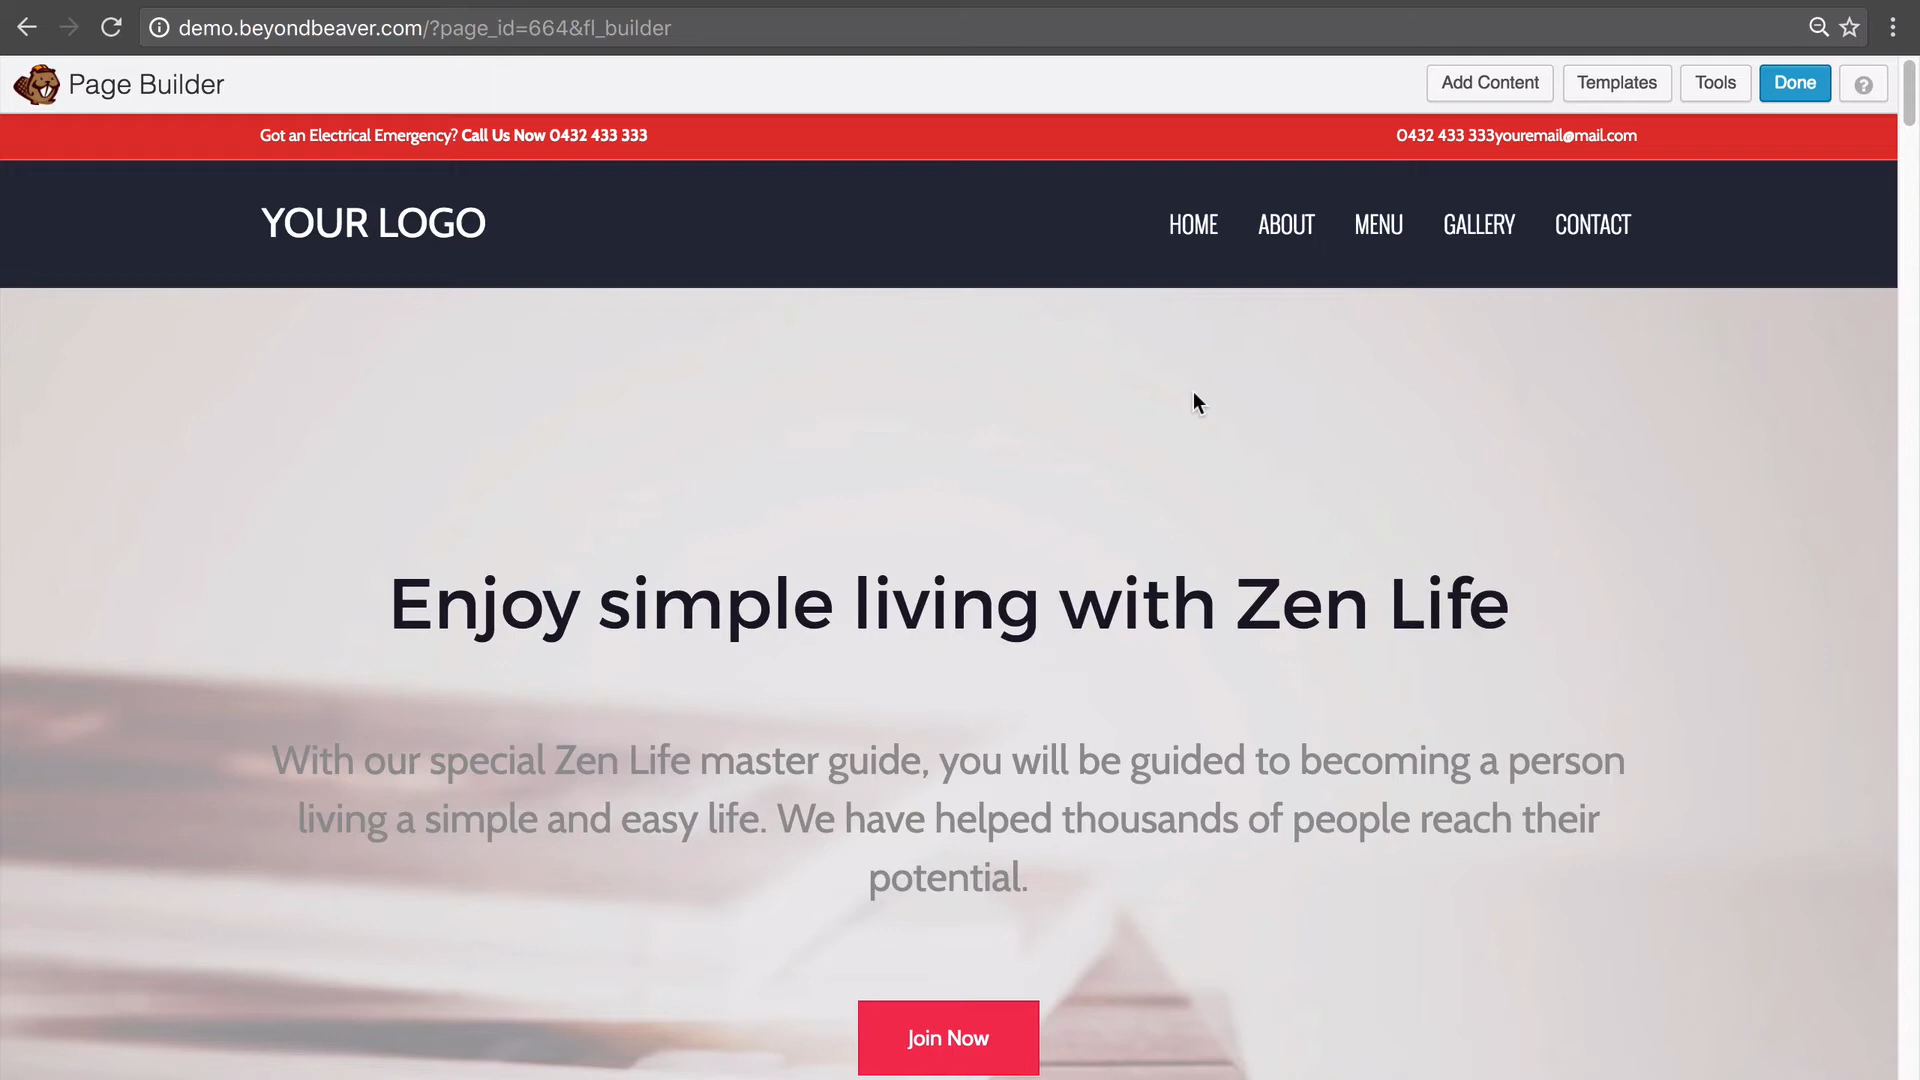 demo.beyondbeaver.com/?page_id=664&fl_builder
Page Builder
Add Content
Templates
Tools
Done
?
Got an Electrical Emergency? Call Us Now 0432 433 333
0432 433 333youremail@mail.com
YOUR LOGO
HOME
ABOUT
MENU
GALLERY
CONTACT
Enjoy simple living with Zen Life
With our special Zen Life master guide, you will be guided to becoming a person
living a simple and easy life. We have helped thousands of people reach their
potential.
Join Now